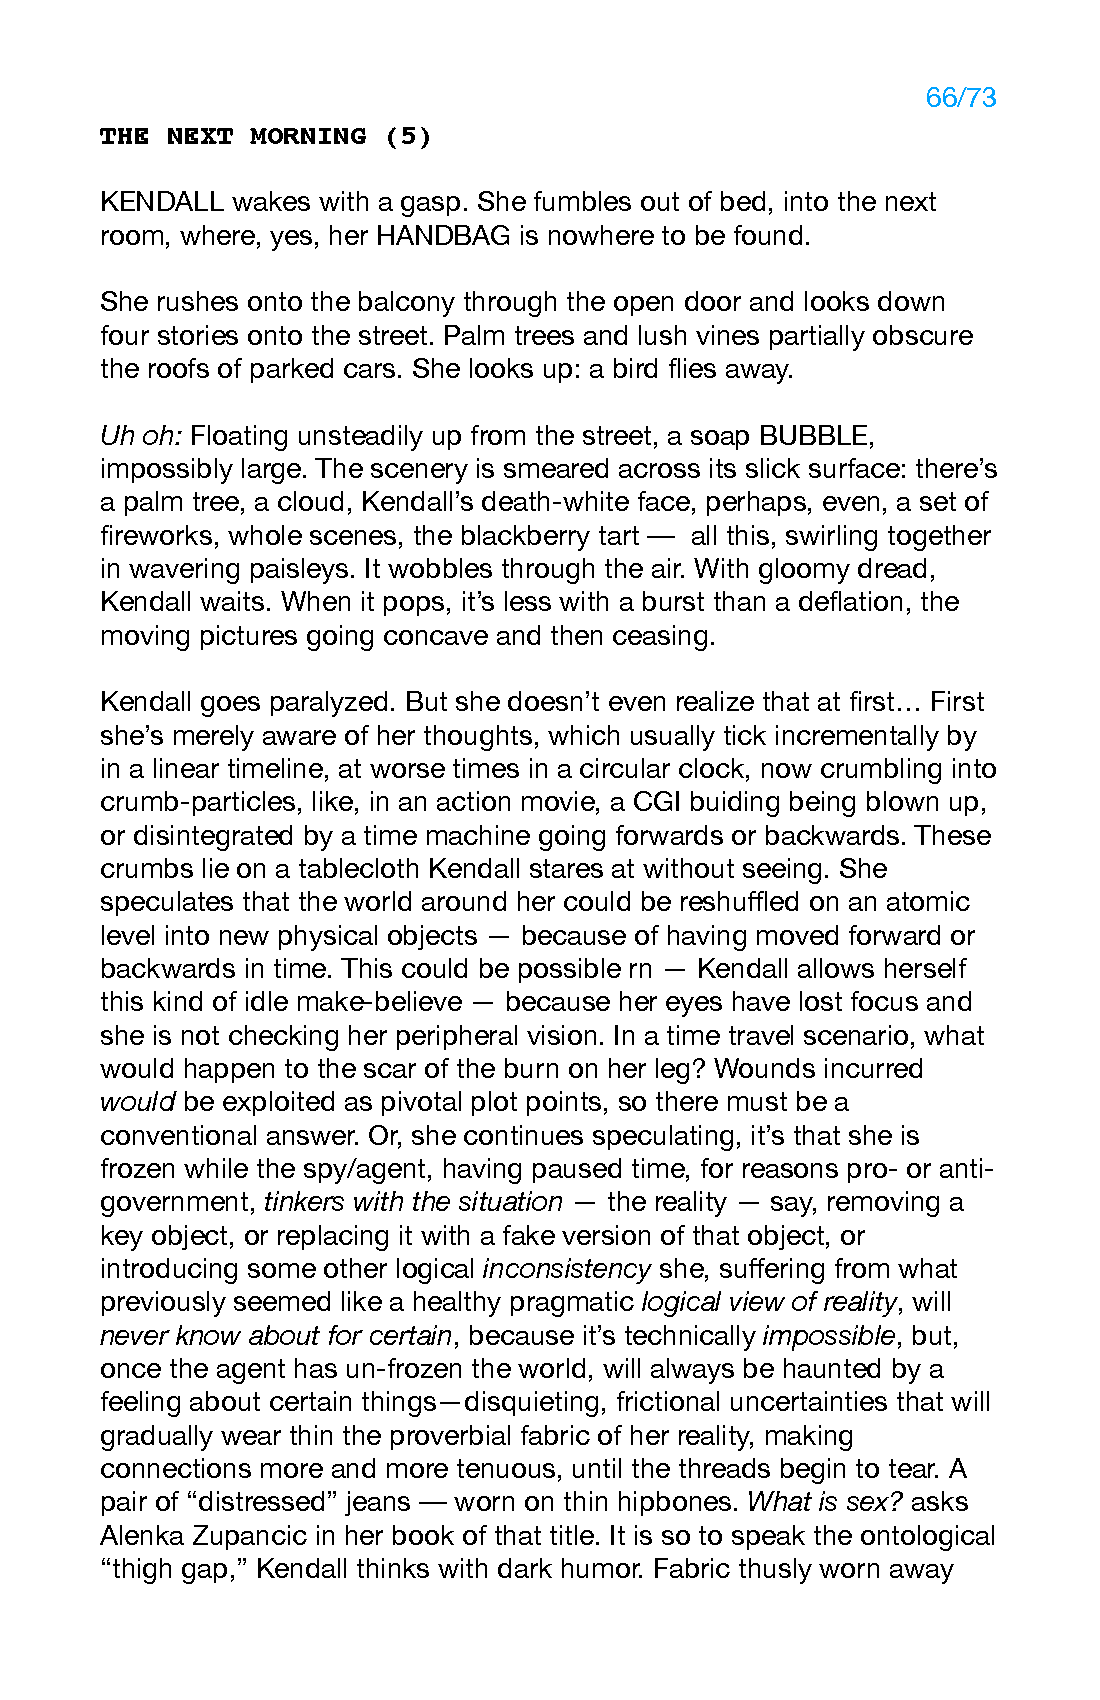 66/73
THE NEXT MORNING (5)
KENDALL wakes with a gasp. She fumbles out of bed, into the next
room, where, yes, her HANDBAG is nowhere to be found.
She rushes onto the balcony through the open door and looks down
four stories onto the street. Palm trees and lush vines partially obscure
the roofs of parked cars. She looks up: a bird flies away.
Uh oh: Floating unsteadily up from the street, a soap BUBBLE,
impossibly large. The scenery is smeared across its slick surface: there’s
a palm tree, a cloud, Kendall’s death-white face, perhaps, even, a set of
fireworks, whole scenes, the blackberry tart —  all this, swirling together
in wavering paisleys. It wobbles through the air. With gloomy dread,
Kendall waits. When it pops, it’s less with a burst than a deflation, the
moving pictures going concave and then ceasing.
Kendall goes paralyzed. But she doesn’t even realize that at first… First
she’s merely aware of her thoughts, which usually tick incrementally by
in a linear timeline, at worse times in a circular clock, now crumbling into
crumb-particles, like, in an action movie, a CGI buiding being blown up,
or disintegrated by a time machine going forwards or backwards. These
crumbs lie on a tablecloth Kendall stares at without seeing. She
speculates that the world around her could be reshuffled on an atomic
level into new physical objects — because of having moved forward or
backwards in time. This could be possible rn — Kendall allows herself
this kind of idle make-believe — because her eyes have lost focus and
she is not checking her peripheral vision. In a time travel scenario, what
would happen to the scar of the burn on her leg? Wounds incurred
would be exploited as pivotal plot points, so there must be a
conventional answer. Or, she continues speculating, it’s that she is
frozen while the spy/agent, having paused time, for reasons pro- or anti-
government, tinkers with the situation — the reality — say, removing a
key object, or replacing it with a fake version of that object, or
introducing some other logical inconsistency she, suffering from what
previously seemed like a healthy pragmatic logical view of reality, will
never know about for certain, because it’s technically impossible, but,
once the agent has un-frozen the world, will always be haunted by a
feeling about certain things—disquieting, frictional uncertainties that will
gradually wear thin the proverbial fabric of her reality, making
connections more and more tenuous, until the threads begin to tear. A
pair of “distressed” jeans — worn on thin hipbones. What is sex? asks
Alenka Zupancic in her book of that title. It is so to speak the ontological
“thigh gap,” Kendall thinks with dark humor. Fabric thusly worn away